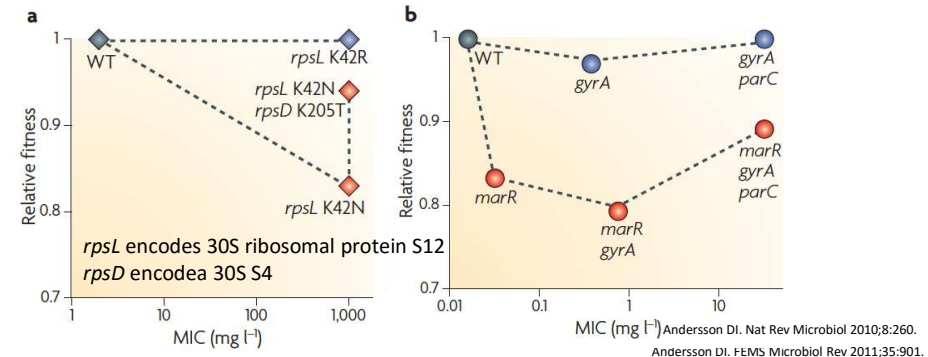 a
b
1
0.9
0.8
0.7
Relative fitness
WT
rpsL K42R
rpsL K42N
rpsD K205T
rpsL K42N
rpsL encodes 30S ribosomal protein S12
rpsD encodea 30S S4
1
10
100
1,000
MIC (mg l–1)
1
0.9
0.8
0.7
Relative fitness
WT
gyrA
gyrA
parC
marR
marR
gyrA
marR
gyrA
parC
0.01
0.1
1
10
MIC (mg l–1)
Andersson DI. Nat Rev Microbiol 2010;8:260.
Andersson DI. FEMS Microbiol Rev 2011;35:901.